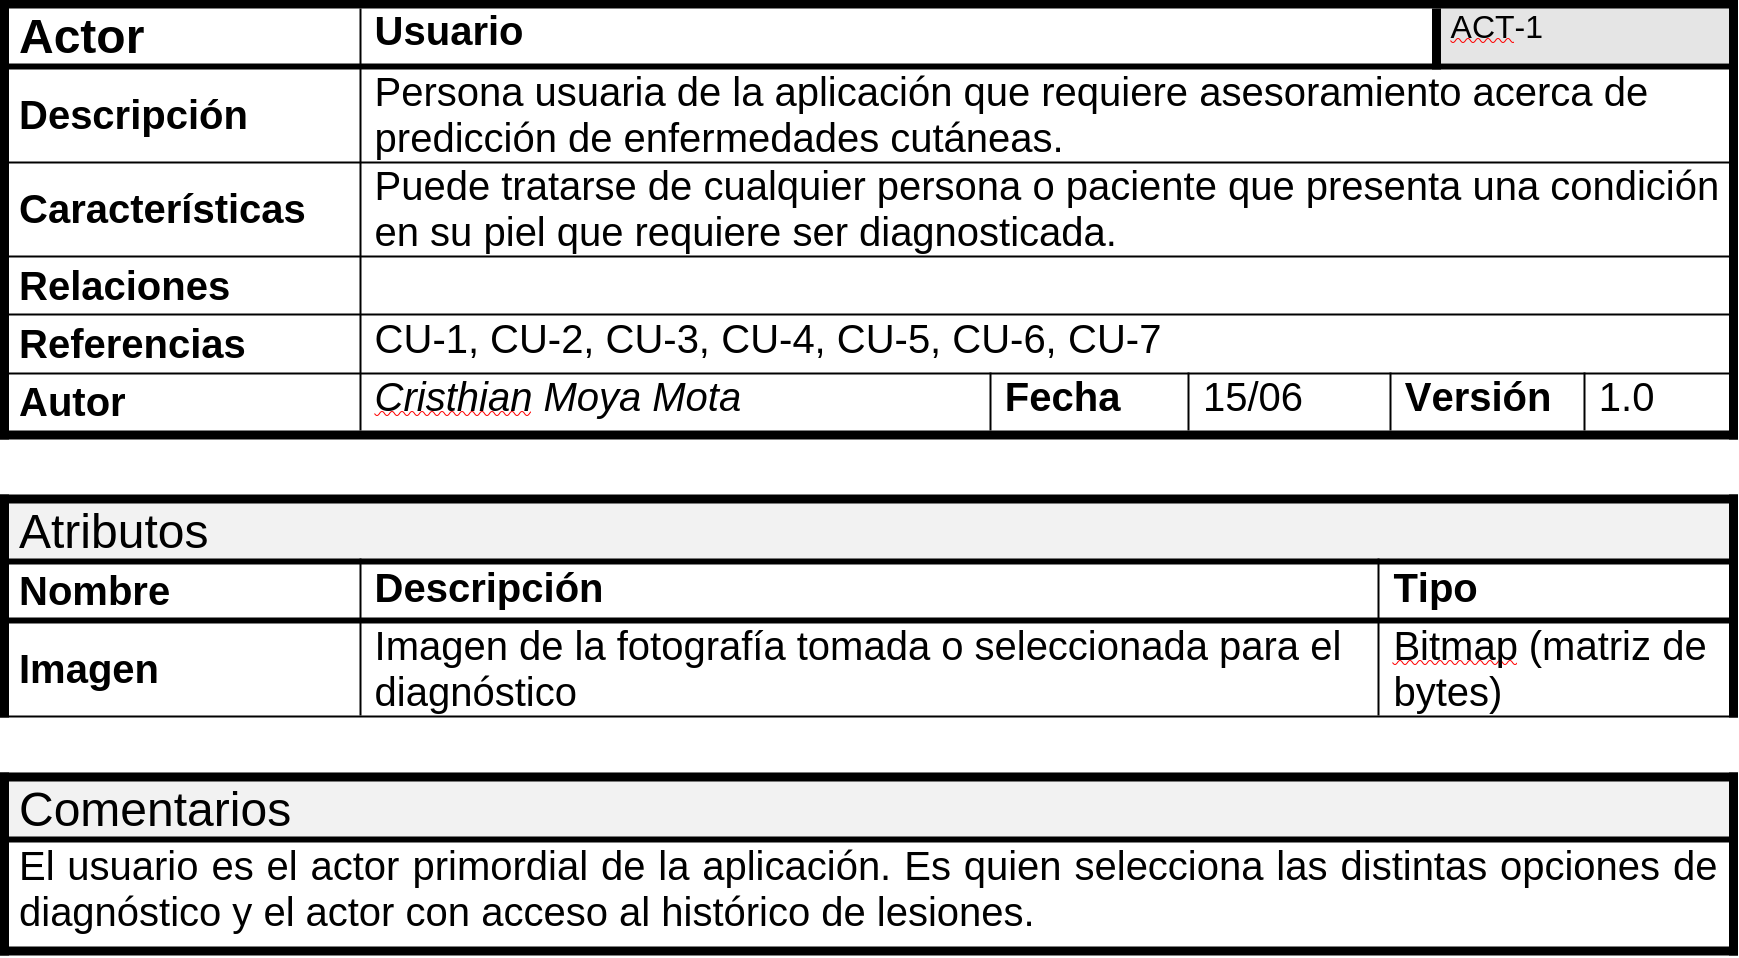 Actor Usuario ACT-1
Descripción Persona usuaria de la aplicación que requiere asesoramiento acerca de
predicción de enfermedades cutáneas.
Características Puede tratarse de cualquier persona o paciente que presenta una condición
en su piel que requiere ser diagnosticada.
Relaciones
Referencias CU-1, CU-2, CU-3, CU-4, CU-5, CU-6, CU-7
Autor Cristhian Moya Mota Fecha 15/06 Versión 1.0
Atributos
Nombre Descripción Tipo
Imagen Imagen de la fotografía tomada o seleccionada para el diagnóstico Bitmap (matriz de bytes)
Comentarios
El usuario es el actor primordial de la aplicación. Es quien selecciona las distintas opciones de
diagnóstico y el actor con acceso al histórico de lesiones.